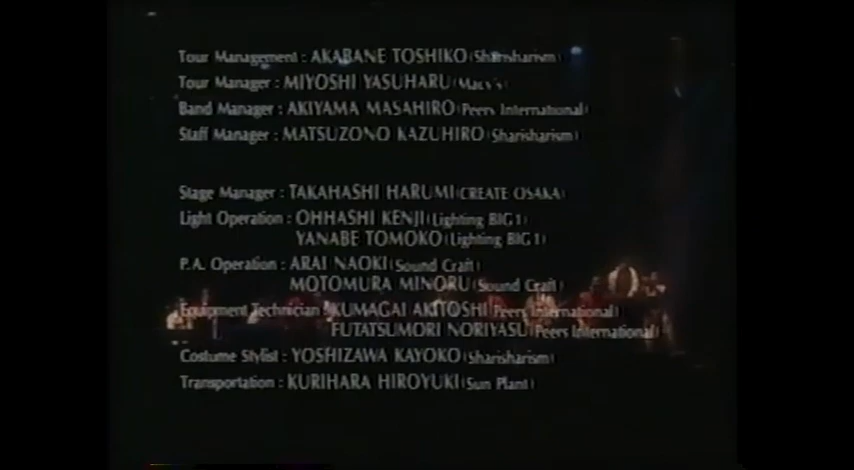 Tour Management : AKABANE TOSHIKO (Sharisharism)
Tour Manager : MIYOSHI YASUHARU (Macy's)
Band Manager : AKIYAMA MASAHIRO (Peers International)
Staff Manager : MATSUZONO KAZUHIRO (Sharisharism)
Stage Manager : TAKAHASHI HARUMI (CREATE OSAKA)
Light Operation : OHHASHI KENJI (Lighting BIG 1)
YANABE TOMOKO (Lighting BIG 1)
P.A. Operation : ARAI NAOKI (Sound Craft)
MOTOMURA MINORU (Sound Craft)
Equipment Technician : KUMAGAI AKITOSHI (Peers International)
FUTATSUMORI NORIYASU (Peers International)
Costume Stylist : YOSHIZAWA KAYOKO (Sharisharism)
Transportation : KURIHARA HIROYUKI (Sun Plant)